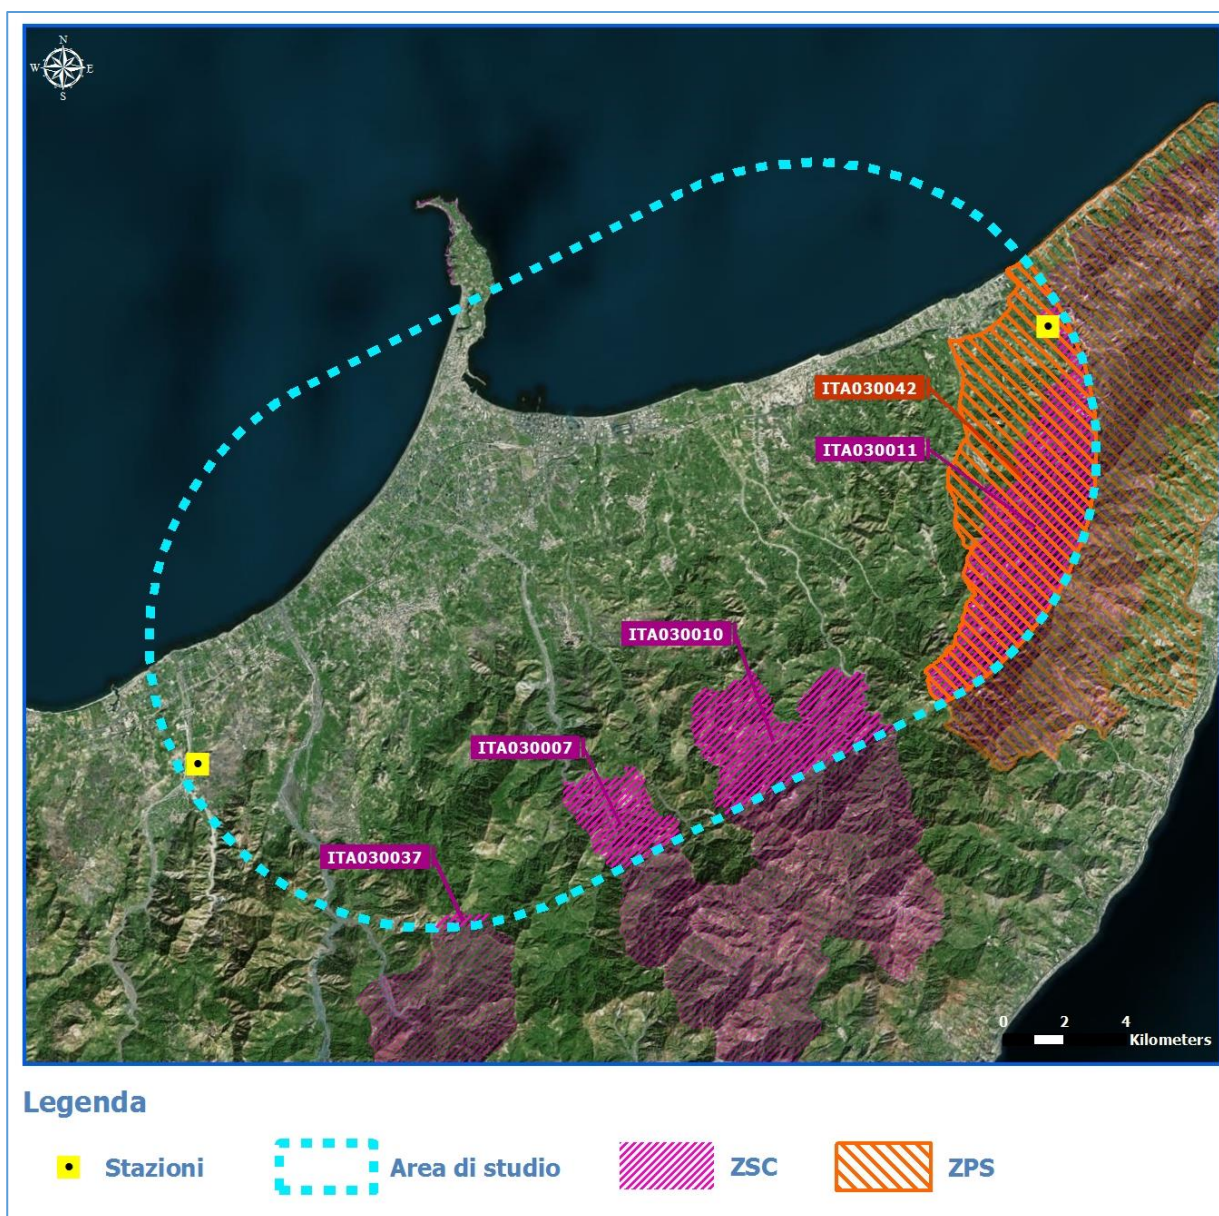 N
W E
S
ITA030042
ITA030011
ITA030010
ITA030007
ITA030037
0 2 4
Kilometers
Legenda
Stazioni Area di studio ZSC ZPS